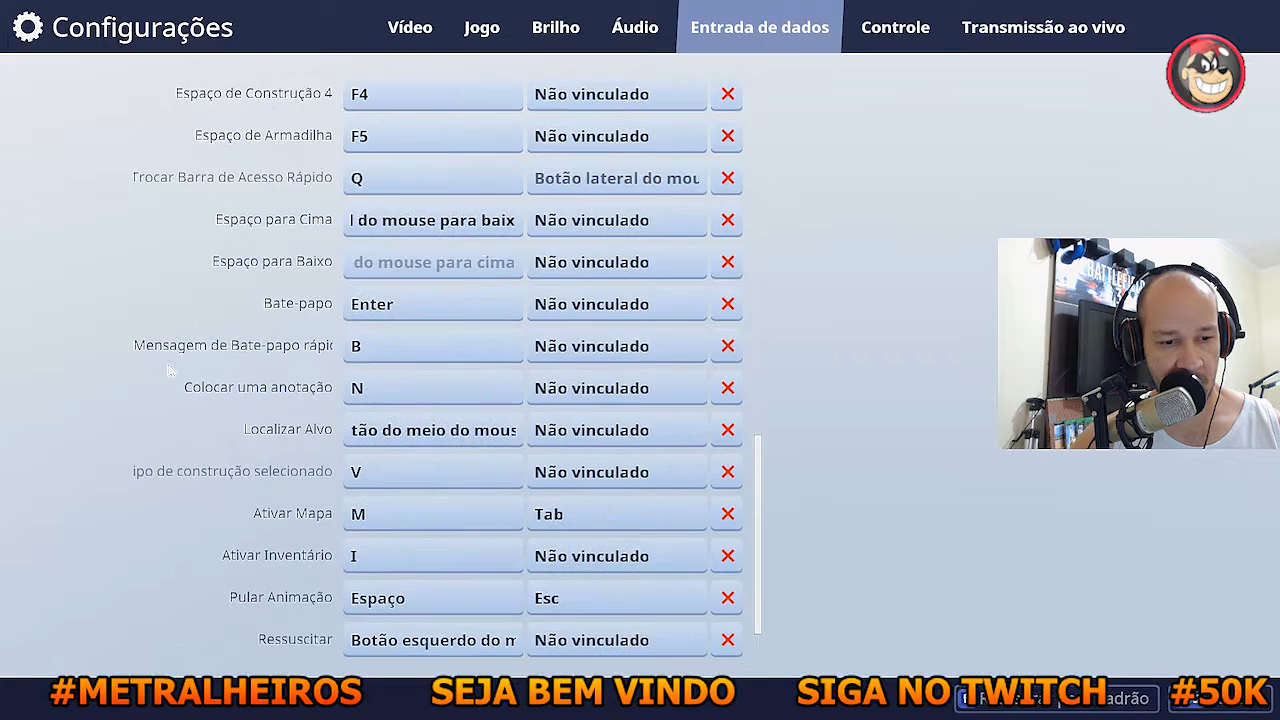 Configurações Vídeo Jogo Brilho Áudio Entrada de dados Controle Transmissão ao vivo
Espaço de Construção 4 F4 Não vinculado
Espaço de Armadilha F5 Não vinculado
Trocar Barra de Acesso Rápido Q Botão lateral do mou
Espaço para Cima l do mouse para baix Não vinculado
Espaço para Baixo do mouse para cima Não vinculado
Bate-papo Enter Não vinculado
Mensagem de Bate-papo rápic B Não vinculado
Colocar uma anotação N Não vinculado
Localizar Alvo tão do meio do mous Não vinculado
ipo de construção selecionado V Não vinculado
Ativar Mapa M Tab
Ativar Inventário I Não vinculado
Pular Animação Espaço Esc
Ressuscitar Botão esquerdo do m Não vinculado
#METRALHEIROS SEJA BEM VINDO SIGA NO TWITCH #50K